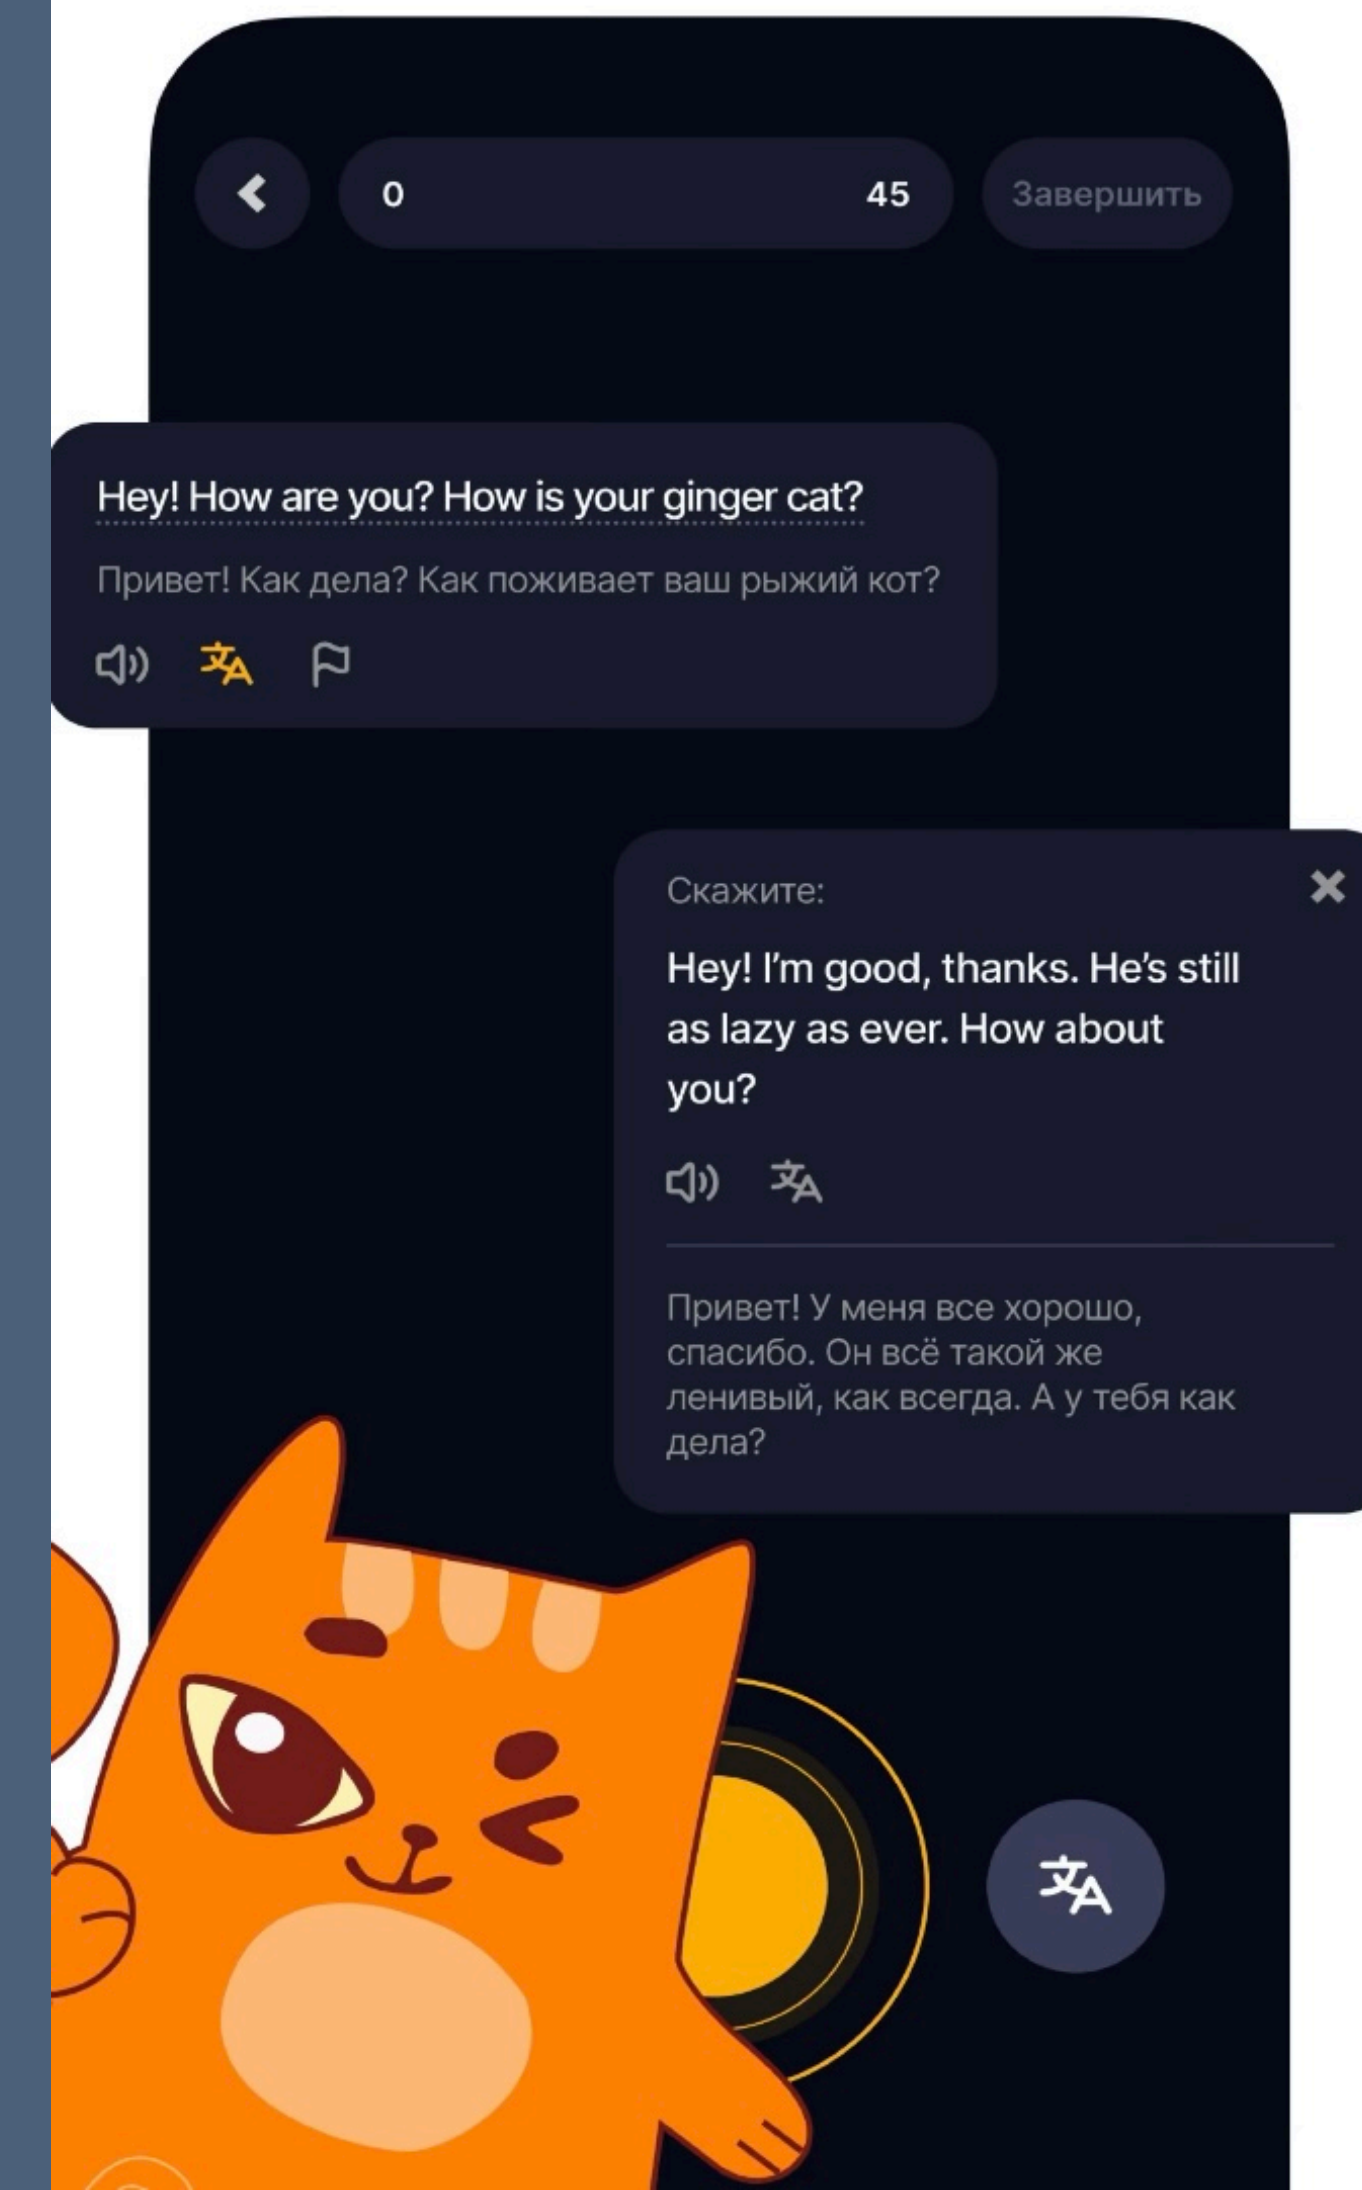 0 45 Завершить
Hey! How are you? How is your ginger cat?
Привет! Как дела? Как поживает ваш рыжий кот?
Скажите:
Hey! I’m good, thanks. He’s still
as lazy as ever. How about
you?
Привет! У меня все хорошо,
спасибо. Он всё такой же
ленивый, как всегда. А у тебя как
дела?